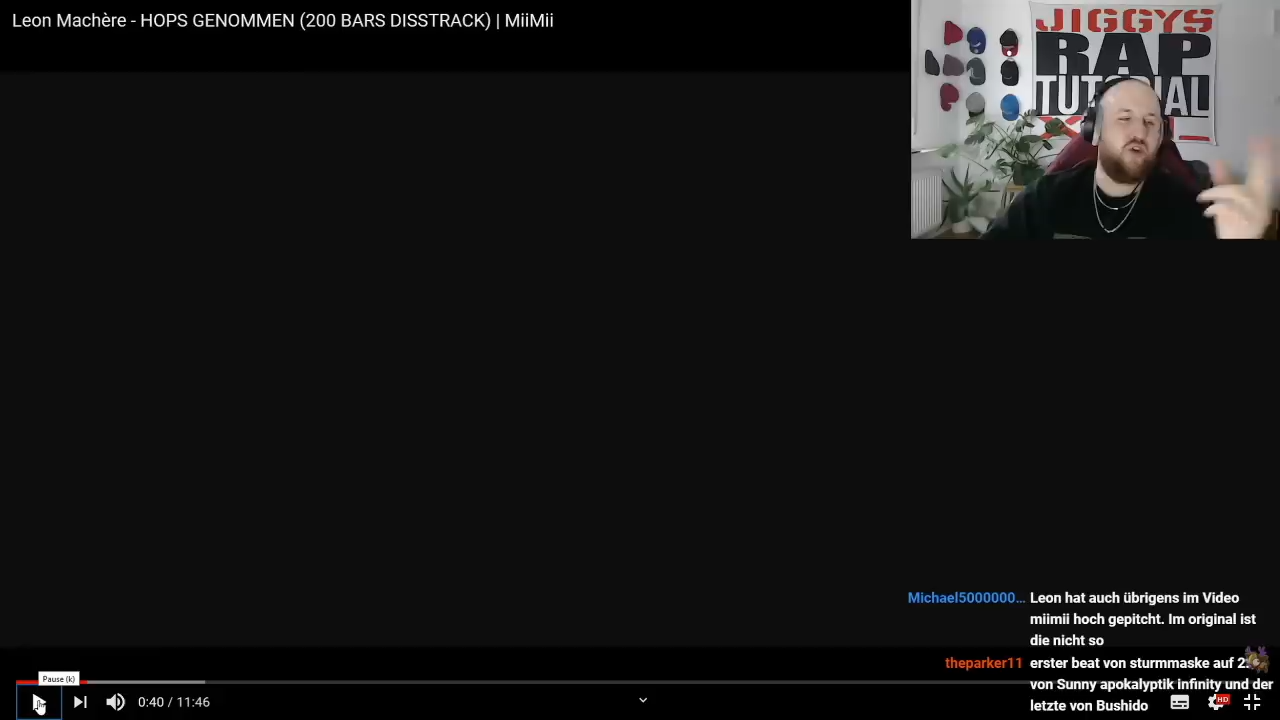 Leon Machère - HOPS GENOMMEN (200 BARS DISSTRACK) | MiiMii
JIGGYS
RAP
TUTORIAL
Michael5000000… Leon hat auch übrigens im Video
miimii hoch gepitcht. Im original ist
die nicht so
theparker11 erster beat von sturmmaske auf 2.
von Sunny apokalyptik infinity und der
letzte von Bushido
Pause (k)
0:40 / 11:46
HD